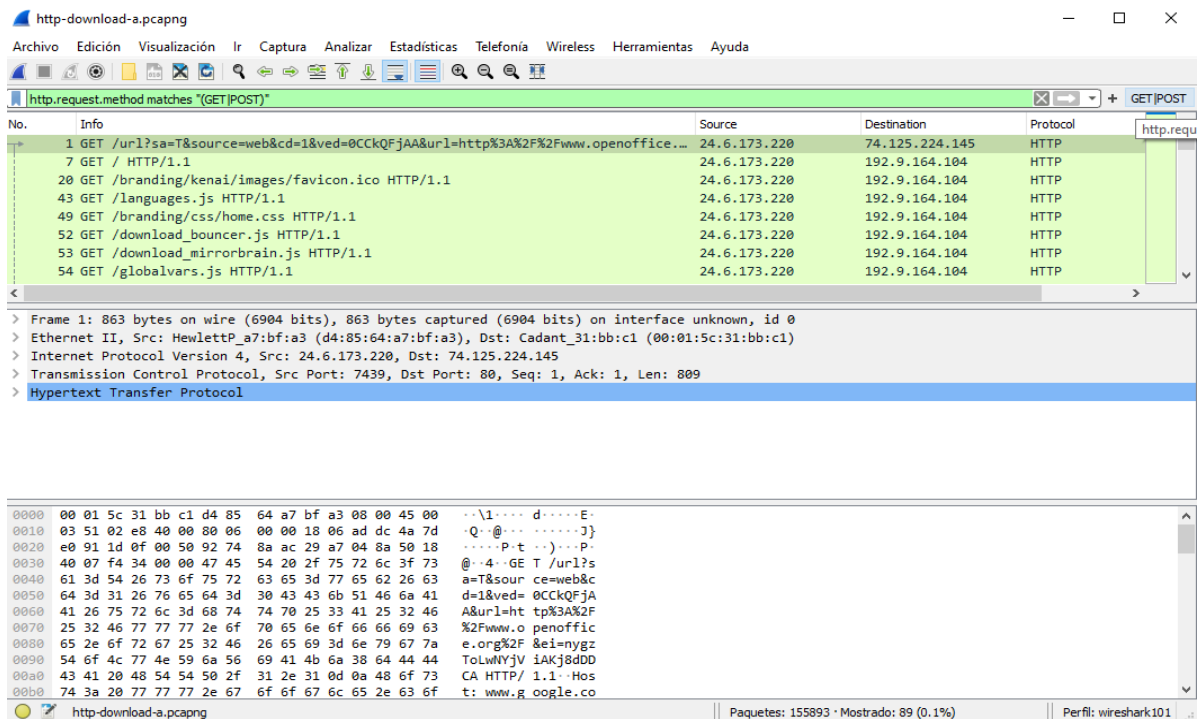 http-download-a.pcapng
Archivo Edición Visualización Ir Captura Analizar Estadísticas Telefonía Wireless Herramientas Ayuda
http.request.method matches "(GET|POST)" GET|POST
No. Info Source Destination Protocol
http.requ
1 GET /url?sa=T&source=web&cd=1&ved=0CCkQFjAA&url=http%3A%2F%2Fwww.openoffice.… 24.6.173.220 74.125.224.145 HTTP
7 GET / HTTP/1.1 24.6.173.220 192.9.164.104 HTTP
20 GET /branding/kenai/images/favicon.ico HTTP/1.1 24.6.173.220 192.9.164.104 HTTP
43 GET /languages.js HTTP/1.1 24.6.173.220 192.9.164.104 HTTP
49 GET /branding/css/home.css HTTP/1.1 24.6.173.220 192.9.164.104 HTTP
52 GET /download_bouncer.js HTTP/1.1 24.6.173.220 192.9.164.104 HTTP
53 GET /download_mirrorbrain.js HTTP/1.1 24.6.173.220 192.9.164.104 HTTP
54 GET /globalvars.js HTTP/1.1 24.6.173.220 192.9.164.104 HTTP
Frame 1: 863 bytes on wire (6904 bits), 863 bytes captured (6904 bits) on interface unknown, id 0
Ethernet II, Src: HewlettP_a7:bf:a3 (d4:85:64:a7:bf:a3), Dst: Cadant_31:bb:c1 (00:01:5c:31:bb:c1)
Internet Protocol Version 4, Src: 24.6.173.220, Dst: 74.125.224.145
Transmission Control Protocol, Src Port: 7439, Dst Port: 80, Seq: 1, Ack: 1, Len: 809
Hypertext Transfer Protocol
0000 00 01 5c 31 bb c1 d4 85 64 a7 bf a3 08 00 45 00 ··\1···· d·····E·
0010 03 51 02 e8 40 00 80 06 00 00 18 06 ad dc 4a 7d ·Q··@··· ······J}
0020 e0 91 1d 0f 00 50 92 74 8a ac 29 a7 04 8a 50 18 ·····P·t ··)···P·
0030 40 07 f4 34 00 00 47 45 54 20 2f 75 72 6c 3f 73 @··4··GE T /url?s
0040 61 3d 54 26 73 6f 75 72 63 65 3d 77 65 62 26 63 a=T&sour ce=web&c
0050 64 3d 31 26 76 65 64 3d 30 43 43 6b 51 46 6a 41 d=1&ved= 0CCkQFjA
0060 41 26 75 72 6c 3d 68 74 74 70 25 33 41 25 32 46 A&url=ht tp%3A%2F
0070 25 32 46 77 77 77 2e 6f 70 65 6e 6f 66 66 69 63 %2Fwww.o penoffic
0080 65 2e 6f 72 67 25 32 46 26 65 69 3d 6e 79 67 7a e.org%2F &ei=nygz
0090 54 6f 4c 77 4e 59 6a 56 69 41 4b 6a 38 64 44 44 ToLwNYjV iAKj8dDD
00a0 43 41 20 48 54 54 50 2f 31 2e 31 0d 0a 48 6f 73 CA HTTP/ 1.1··Hos
00b0 74 3a 20 77 77 77 2e 67 6f 6f 67 6c 65 2e 63 6f t: www.g oogle.co
http-download-a.pcapng Paquetes: 155893 · Mostrado: 89 (0.1%) Perfil: wireshark101